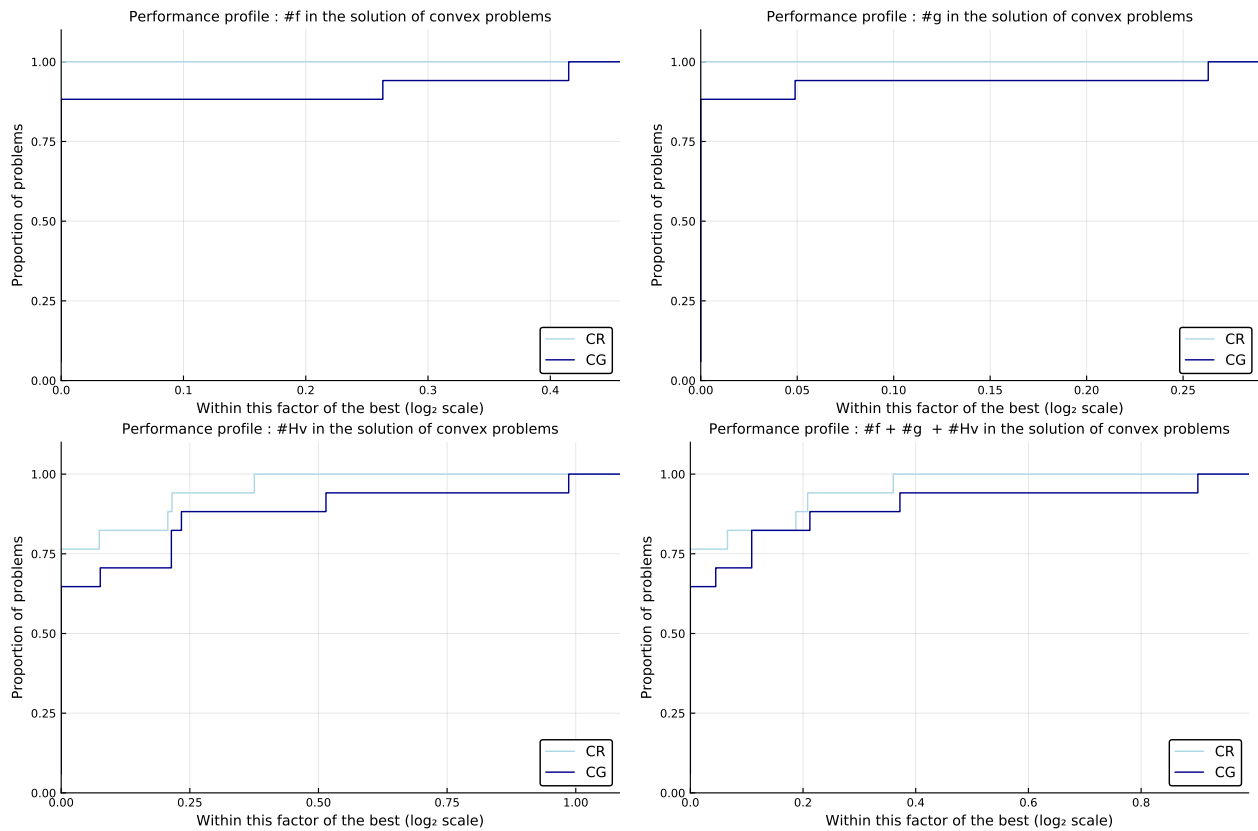 Performance profile : #f in the solution of convex problems
1.00
0.75
0.50
0.25
0.00
Proportion of problems
0.0
0.1
0.2
0.3
0.4
Within this factor of the best (log₂ scale)
CR
CG
Performance profile : #g in the solution of convex problems
1.00
0.75
0.50
0.25
0.00
Proportion of problems
0.00
0.05
0.10
0.15
0.20
0.25
Within this factor of the best (log₂ scale)
CR
CG
Performance profile : #Hv in the solution of convex problems
1.00
0.75
0.50
0.25
0.00
Proportion of problems
0.00
0.25
0.50
0.75
1.00
Within this factor of the best (log₂ scale)
CR
CG
Performance profile : #f + #g  + #Hv in the solution of convex problems
1.00
0.75
0.50
0.25
0.00
Proportion of problems
0.0
0.2
0.4
0.6
0.8
Within this factor of the best (log₂ scale)
CR
CG